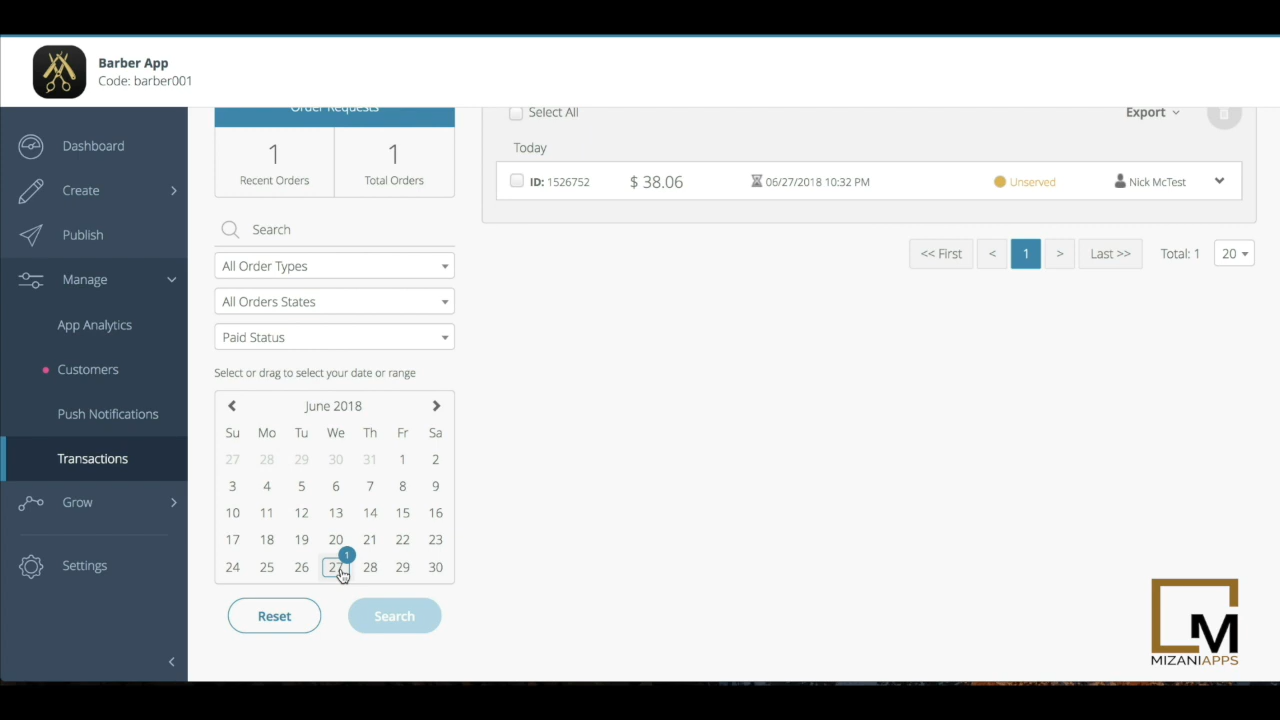 Barber App
Code: barber001
Dashboard
Create
Publish
Manage
App Analytics
Customers
Push Notifications
Transactions
Grow
Settings
Order Requests
1 1
Recent Orders Total Orders
Search
All Order Types
All Orders States
Paid Status
Select or drag to select your date or range
June 2018
Su Mo Tu We Th Fr Sa
27 28 29 30 31 1 2
3 4 5 6 7 8 9
10 11 12 13 14 15 16
17 18 19 20 21 22 23
1
24 25 26 27 28 29 30
Reset Search
Select All Export
Today
ID: 1526752 $ 38.06 06/27/2018 10:32 PM Unserved Nick McTest
<< First < 1 > Last >> Total: 1 20
M
MIZANIAPPS